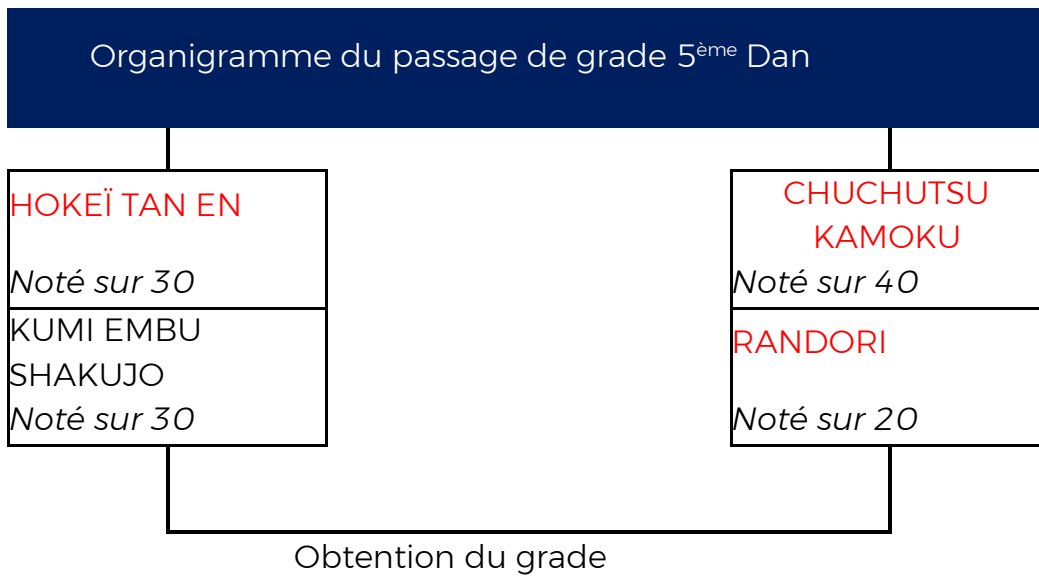 Organigramme du passage de grade 5ème Dan
HOKEÏ TAN EN
Noté sur 30
KUMI EMBU
SHAKUJO
Noté sur 30
CHUCHUTSU
KAMOKU
Noté sur 40
RANDORI
Noté sur 20
Obtention du grade